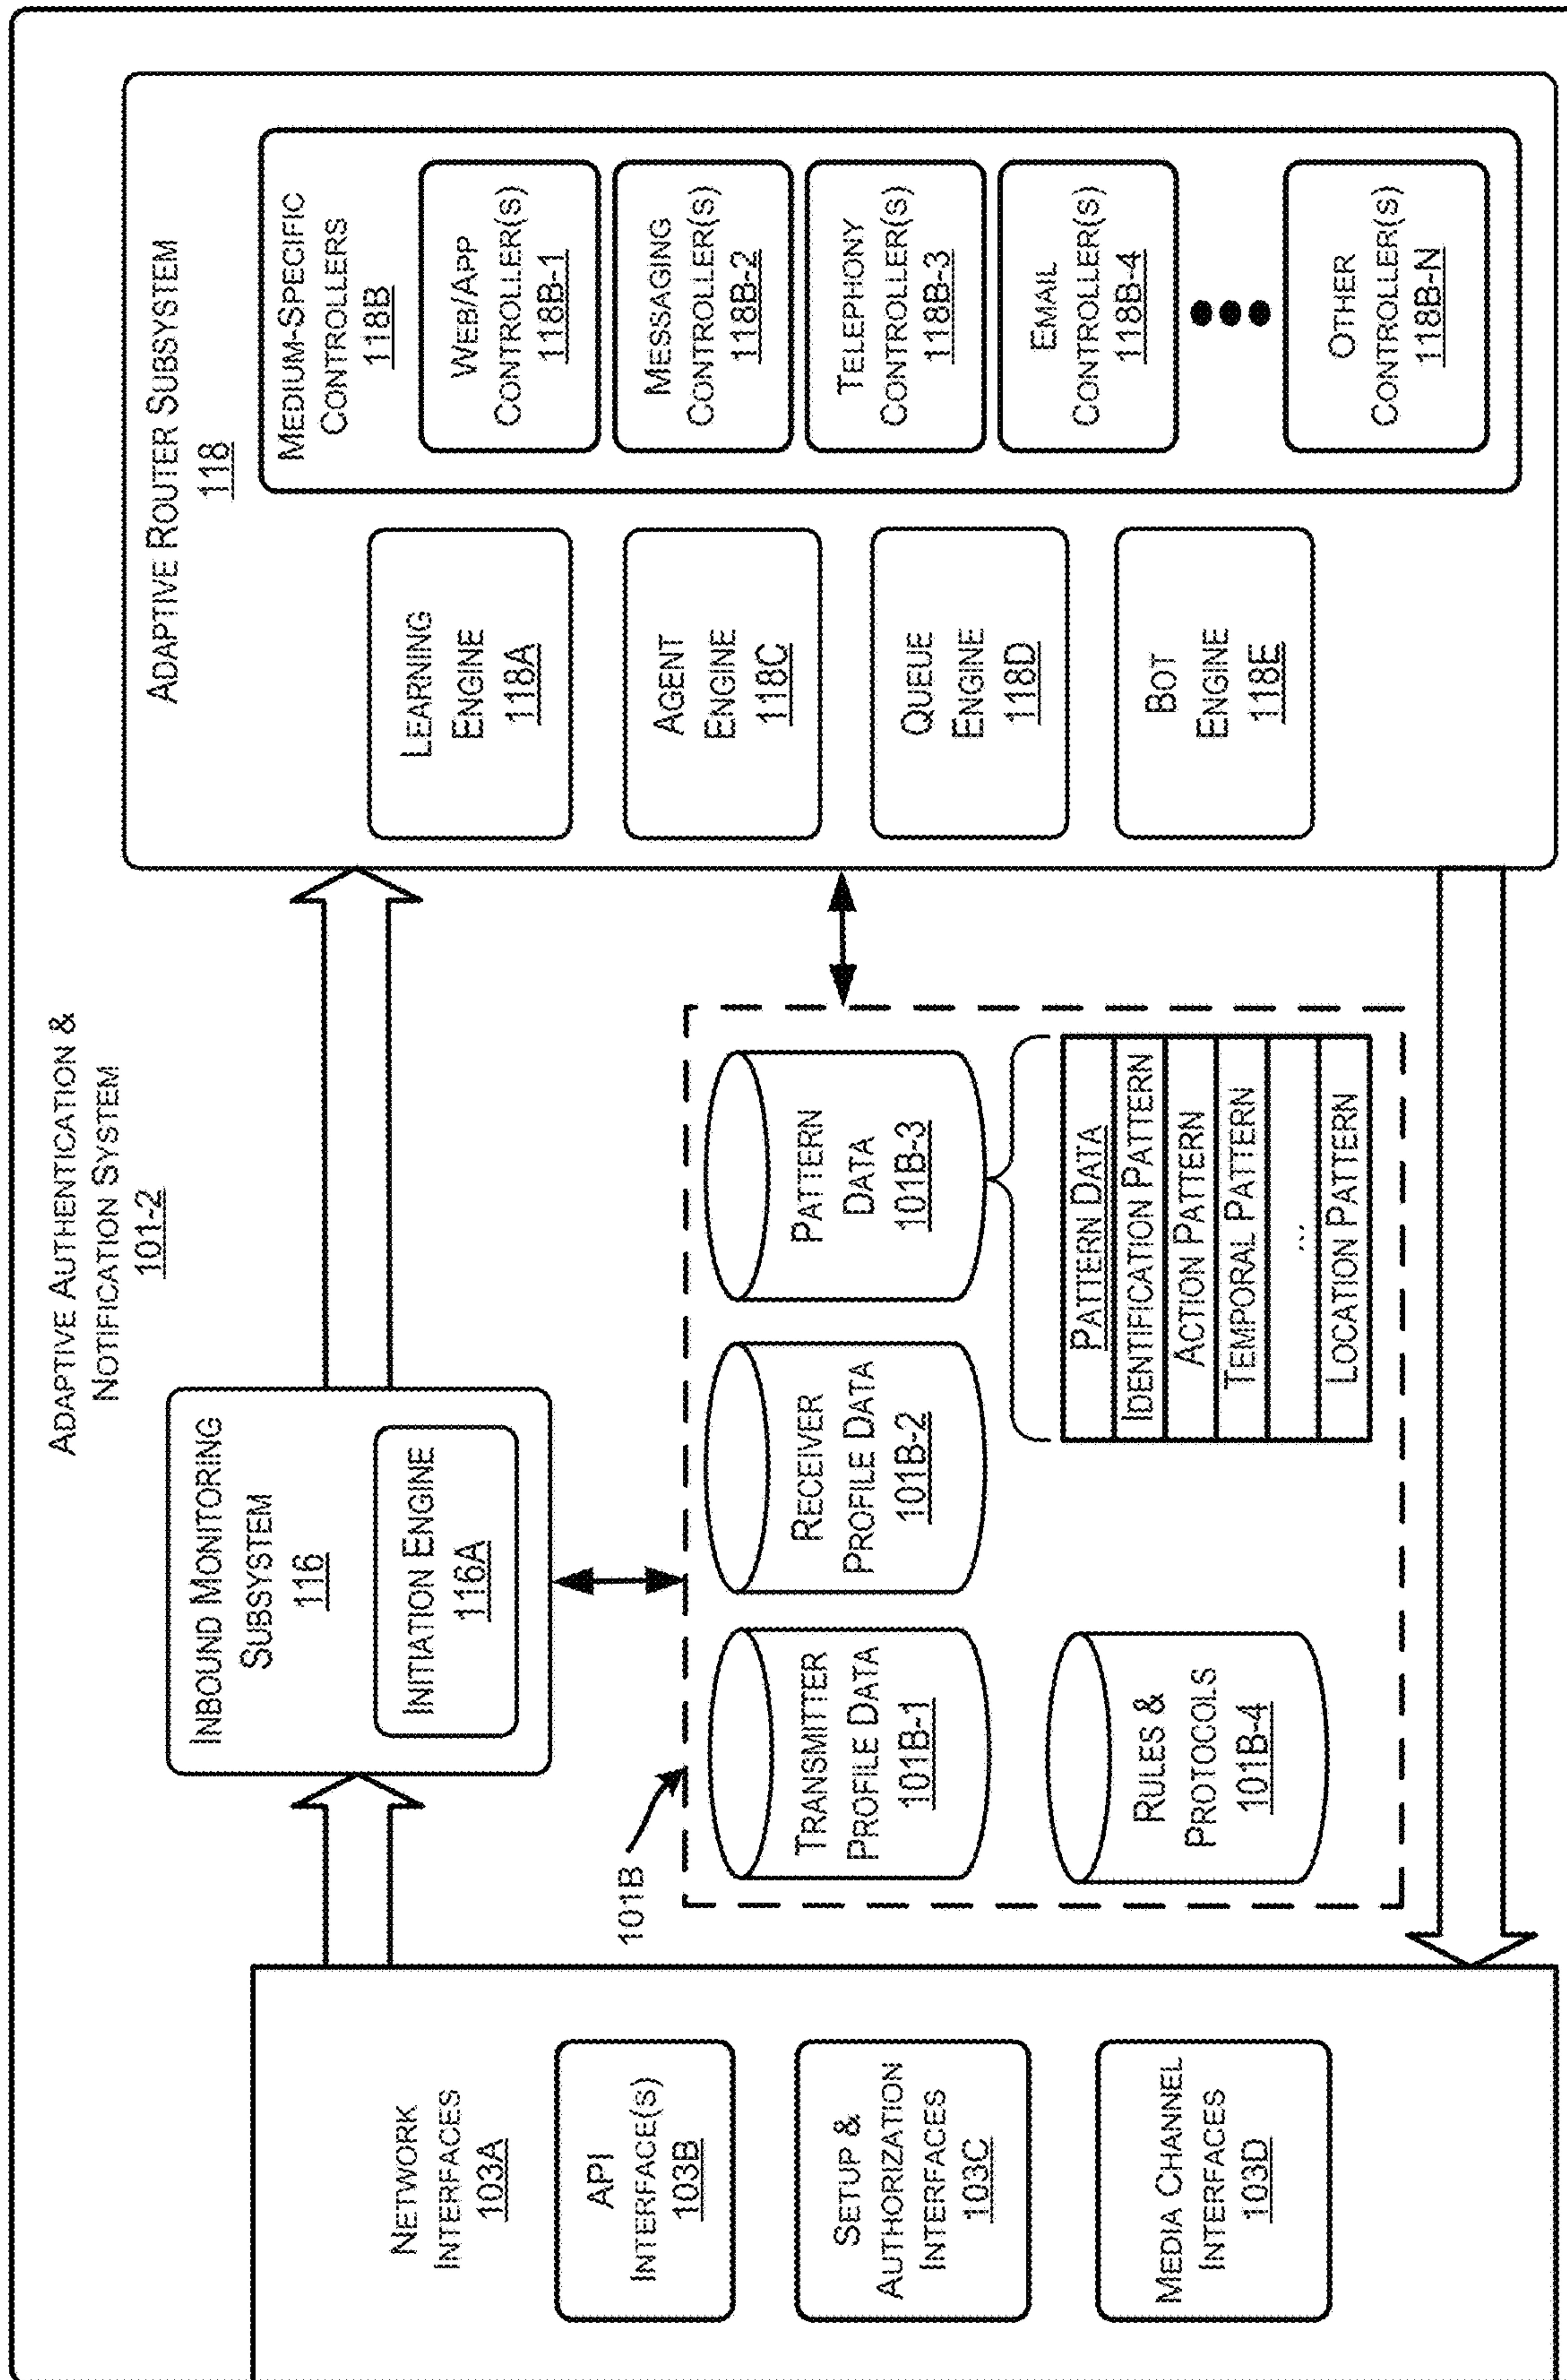 ADAPTIVE AUTHENTICATION &
NOTIFICATION SYSTEM
101-2
NETWORK
INTERFACES
103A
API
INTERFACE(S)
103B
SETUP &
AUTHORIZATION
INTERFACES
103C
MEDIA CHANNEL
INTERFACES
103D
INBOUND MONITORING
SUBSYSTEM
116
INITIATION ENGINE
116A
101B
TRANSMITTER
PROFILE DATA
101B-1
RECEIVER
PROFILE DATA
101B-2
PATTERN
DATA
101B-3
RULES &
PROTOCOLS
101B-4
PATTERN DATA
IDENTIFICATION PATTERN
ACTION PATTERN
TEMPORAL PATTERN
...
LOCATION PATTERN
ADAPTIVE ROUTER SUBSYSTEM
118
LEARNING
ENGINE
118A
AGENT
ENGINE
118C
QUEUE
ENGINE
118D
BOT
ENGINE
118E
MEDIUM-SPECIFIC
CONTROLLERS
118B
WEB/APP
CONTROLLER(S)
118B-1
MESSAGING
CONTROLLER(S)
118B-2
TELEPHONY
CONTROLLER(S)
118B-3
EMAIL
CONTROLLER(S)
118B-4
OTHER
CONTROLLER(S)
118B-N